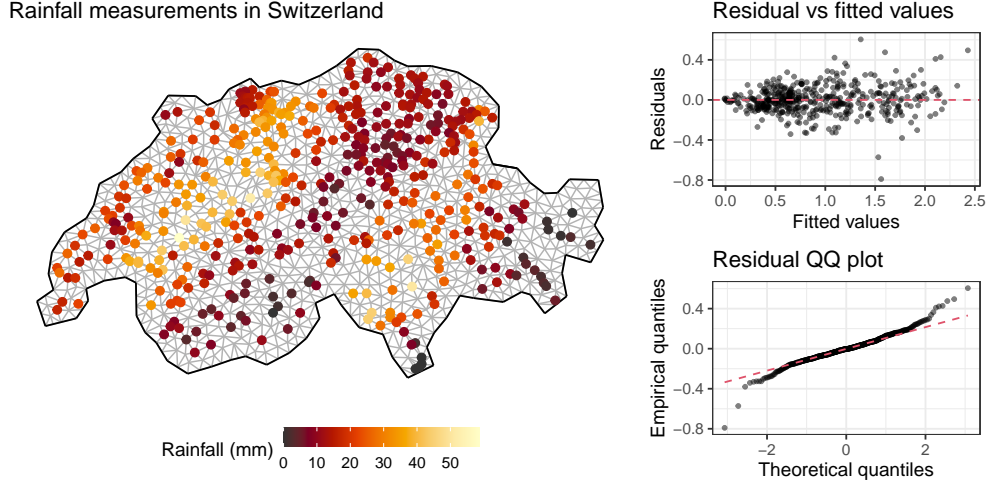 Rainfall measurements in Switzerland
Rainfall (mm)
0 10 20 30 40 50
Residual vs fitted values
Residuals
0.4
0.0
−0.4
−0.8
0.0 0.5 1.0 1.5 2.0 2.5
Fitted values
Residual QQ plot
Empirical quantiles
0.4
0.0
−0.4
−0.8
−2 0 2
Theoretical quantiles